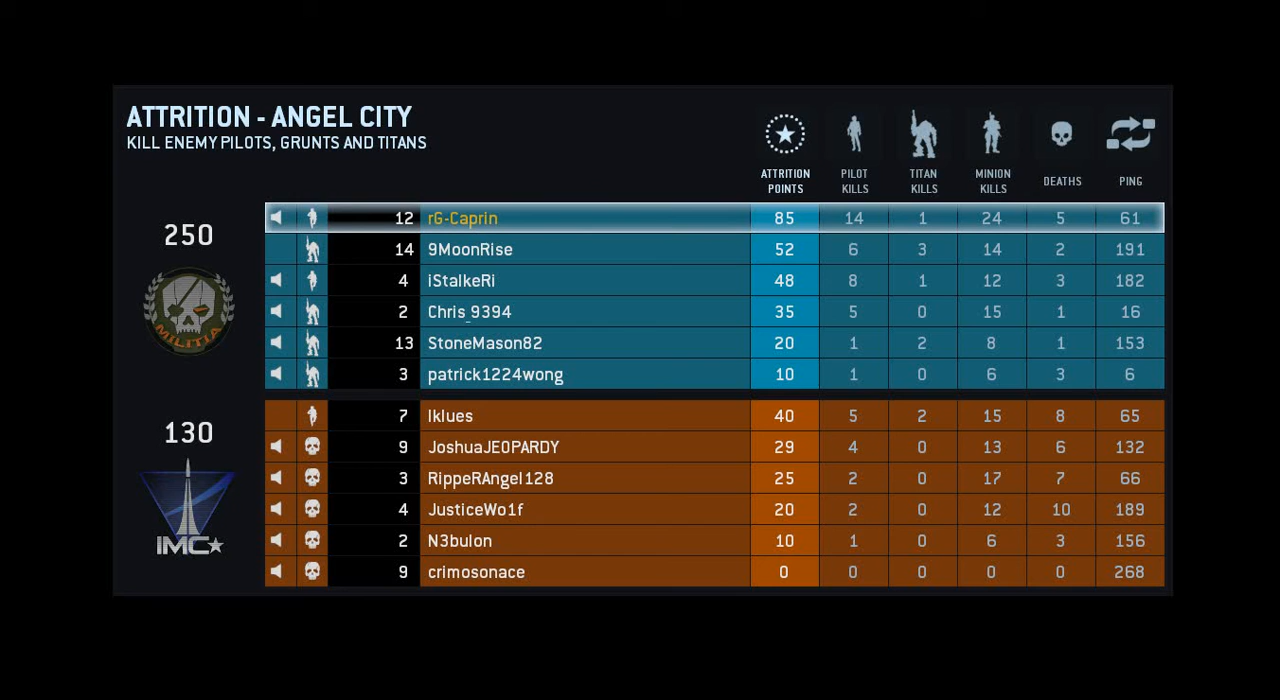 ATTRITION - ANGEL CITY
KILL ENEMY PILOTS, GRUNTS AND TITANS
ATTRITION POINTS PILOT KILLS TITAN KILLS MINION KILLS DEATHS PING
250
MILITIA
12 rG-Caprin 85 14 1 24 5 61
14 9MoonRise 52 6 3 14 2 191
4 iStalkeRi 48 8 1 12 3 182
2 Chris_9394 35 5 0 15 1 16
13 StoneMason82 20 1 2 8 1 153
3 patrick1224wong 10 1 0 6 3 6
130
IMC
7 Iklues 40 5 2 15 8 65
9 JoshuaJEOPARDY 29 4 0 13 6 132
3 RippeRAngel128 25 2 0 17 7 66
4 JusticeWo1f 20 2 0 12 10 189
2 N3bulon 10 1 0 6 3 156
9 crimosonace 0 0 0 0 0 268